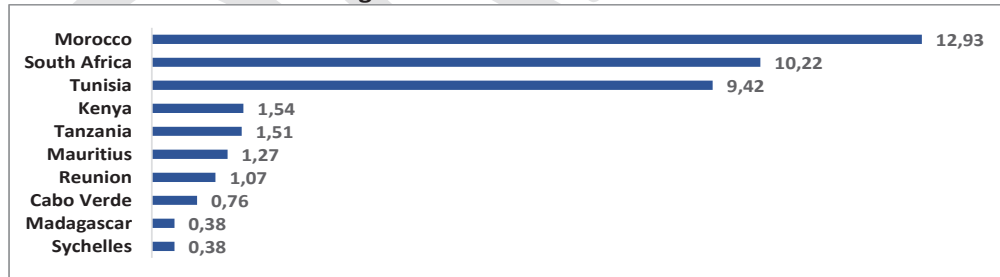 Morocco 12,93
South Africa 10,22
Tunisia 9,42
Kenya 1,54
Tanzania 1,51
Mauritius 1,27
Reunion 1,07
Cabo Verde 0,76
Madagascar 0,38
Sychelles 0,38